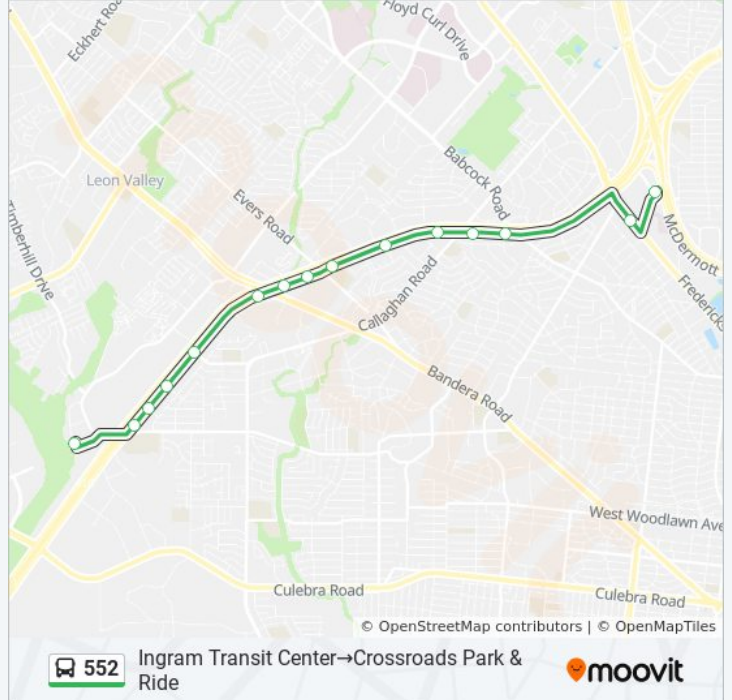 Eckhert Roa
Floyd Curl Drive
Babcock Road
Leon Valley
Evers Road
Timberhill Drive
McDermott
Fredericks
Callaghan Road
Bandera Road
West Woodlawn Ave
Culebra Road
Culebra Road
© OpenStreetMap contributors | © OpenMapTiles
552
Ingram Transit Center→Crossroads Park &
Ride
moovit